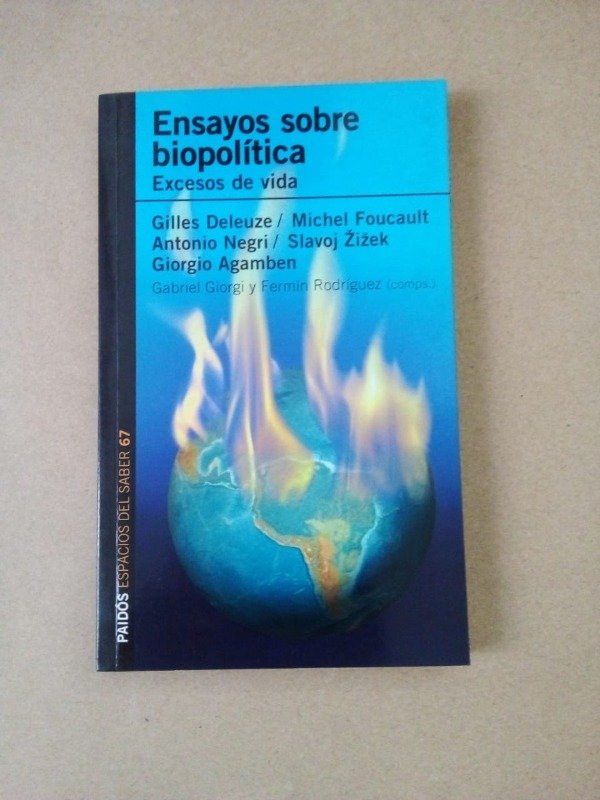 Ensayos sobre
biopolítica
Excesos de vida
Gilles Deleuze / Michel Foucault
Antonio Negri / Slavoj Žižek
Giorgio Agamben
Gabriel Giorgi y Fermín Rodríguez (comps.)
PAIDÓS ESPACIOS DEL SABER 67